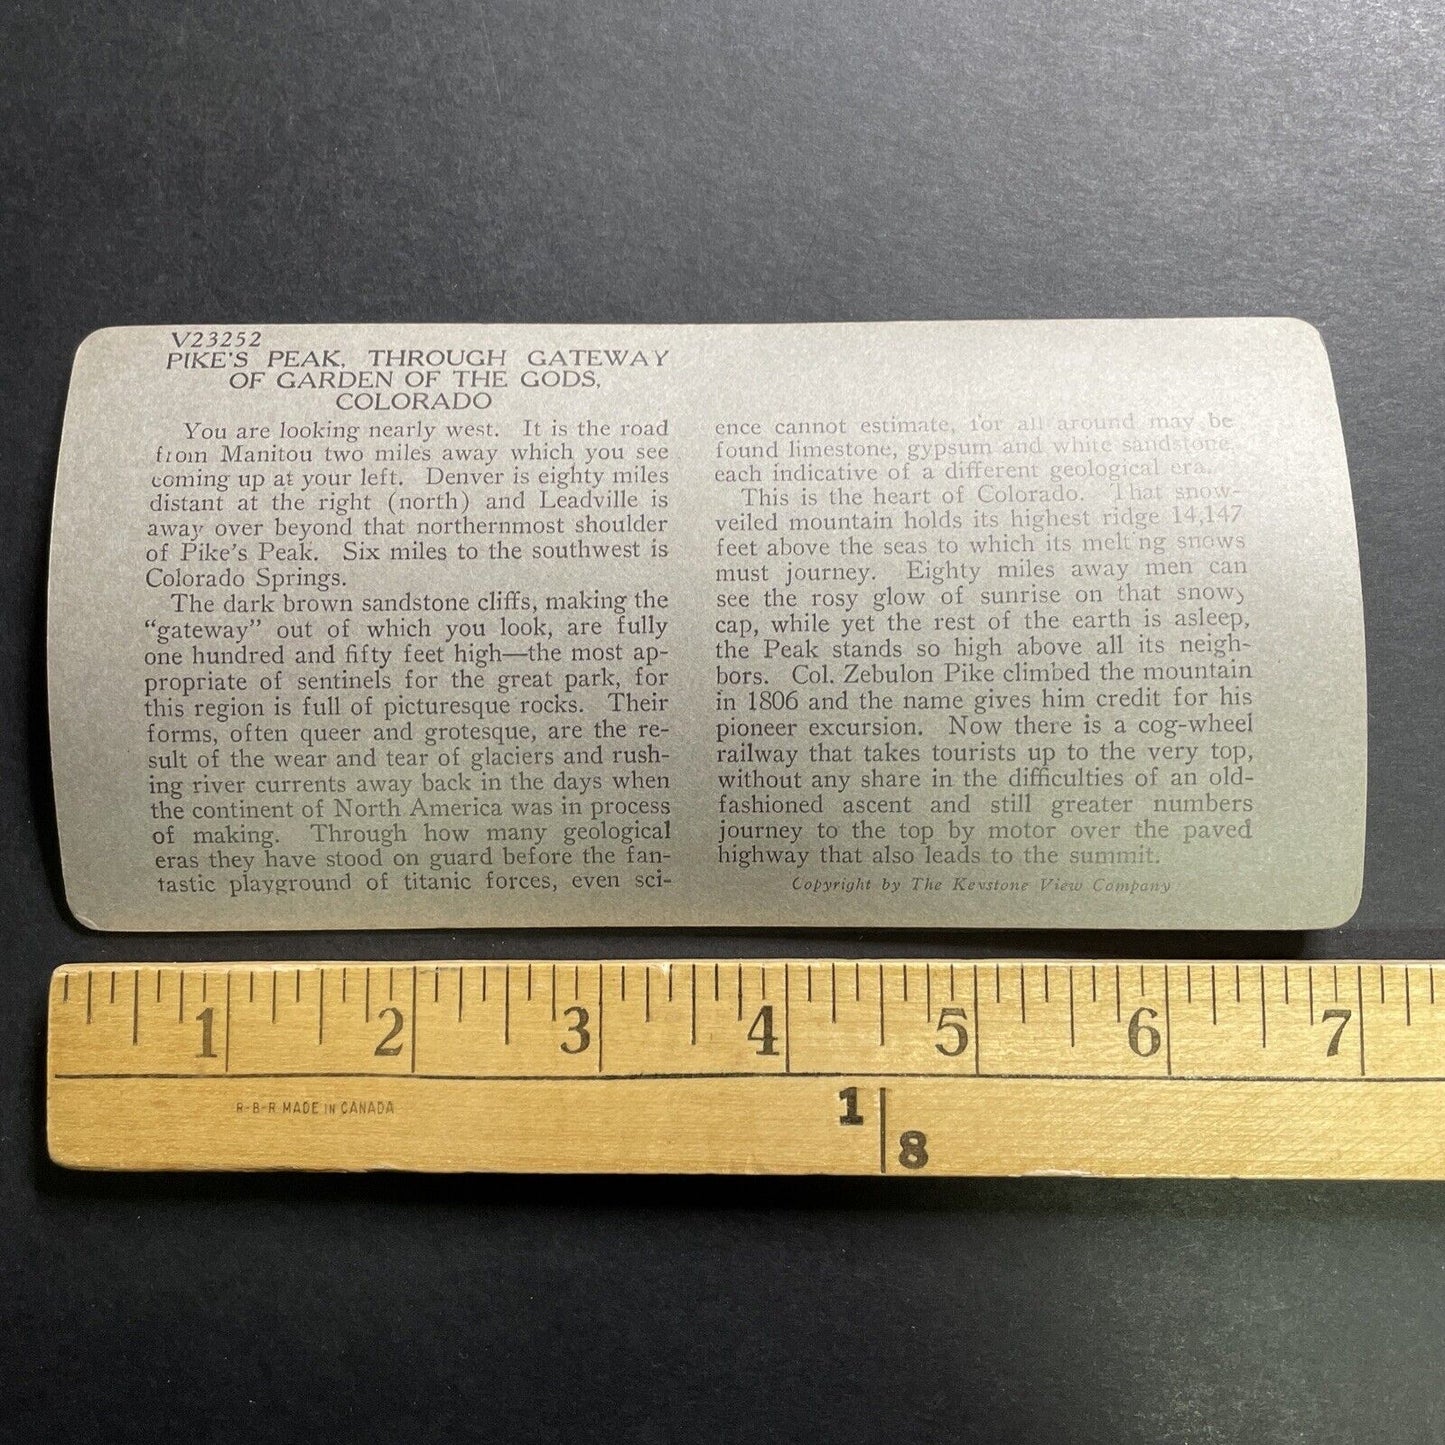 V23252
PIKE'S PEAK, THROUGH GATEWAY
OF GARDEN OF THE GODS,
COLORADO
You are looking nearly west. It is the road
from Manitou two miles away which you see
coming up at your left. Denver is eighty miles
distant at the right (north) and Leadville is
away over beyond that northernmost shoulder
of Pike's Peak. Six miles to the southwest is
Colorado Springs.
The dark brown sandstone cliffs, making the
"gateway" out of which you look, are fully
one hundred and fifty feet high—the most ap-
propriate of sentinels for the great park, for
this region is full of picturesque rocks. Their
forms, often queer and grotesque, are the re-
sult of the wear and tear of glaciers and rush-
ing river currents away back in the days when
the continent of North America was in process
of making. Through how many geological
eras they have stood on guard before the fan-
tastic playground of titanic forces, even sci-
ence cannot estimate, for all around may be
found limestone, gypsum and white sandstone,
each indicative of a different geological era.
This is the heart of Colorado. That snow-
veiled mountain holds its highest ridge 14,147
feet above the seas to which its melting snows
must journey. Eighty miles away men can
see the rosy glow of sunrise on that snowy
cap, while yet the rest of the earth is asleep,
the Peak stands so high above all its neigh-
bors. Col. Zebulon Pike climbed the mountain
in 1806 and the name gives him credit for his
pioneer excursion. Now there is a cog-wheel
railway that takes tourists up to the very top,
without any share in the difficulties of an old-
fashioned ascent and still greater numbers
journey to the top by motor over the paved
highway that also leads to the summit.
Copyright by The Keystone View Company
1 2 3 4 5 6 7
R-B-R MADE IN CANADA
1 8